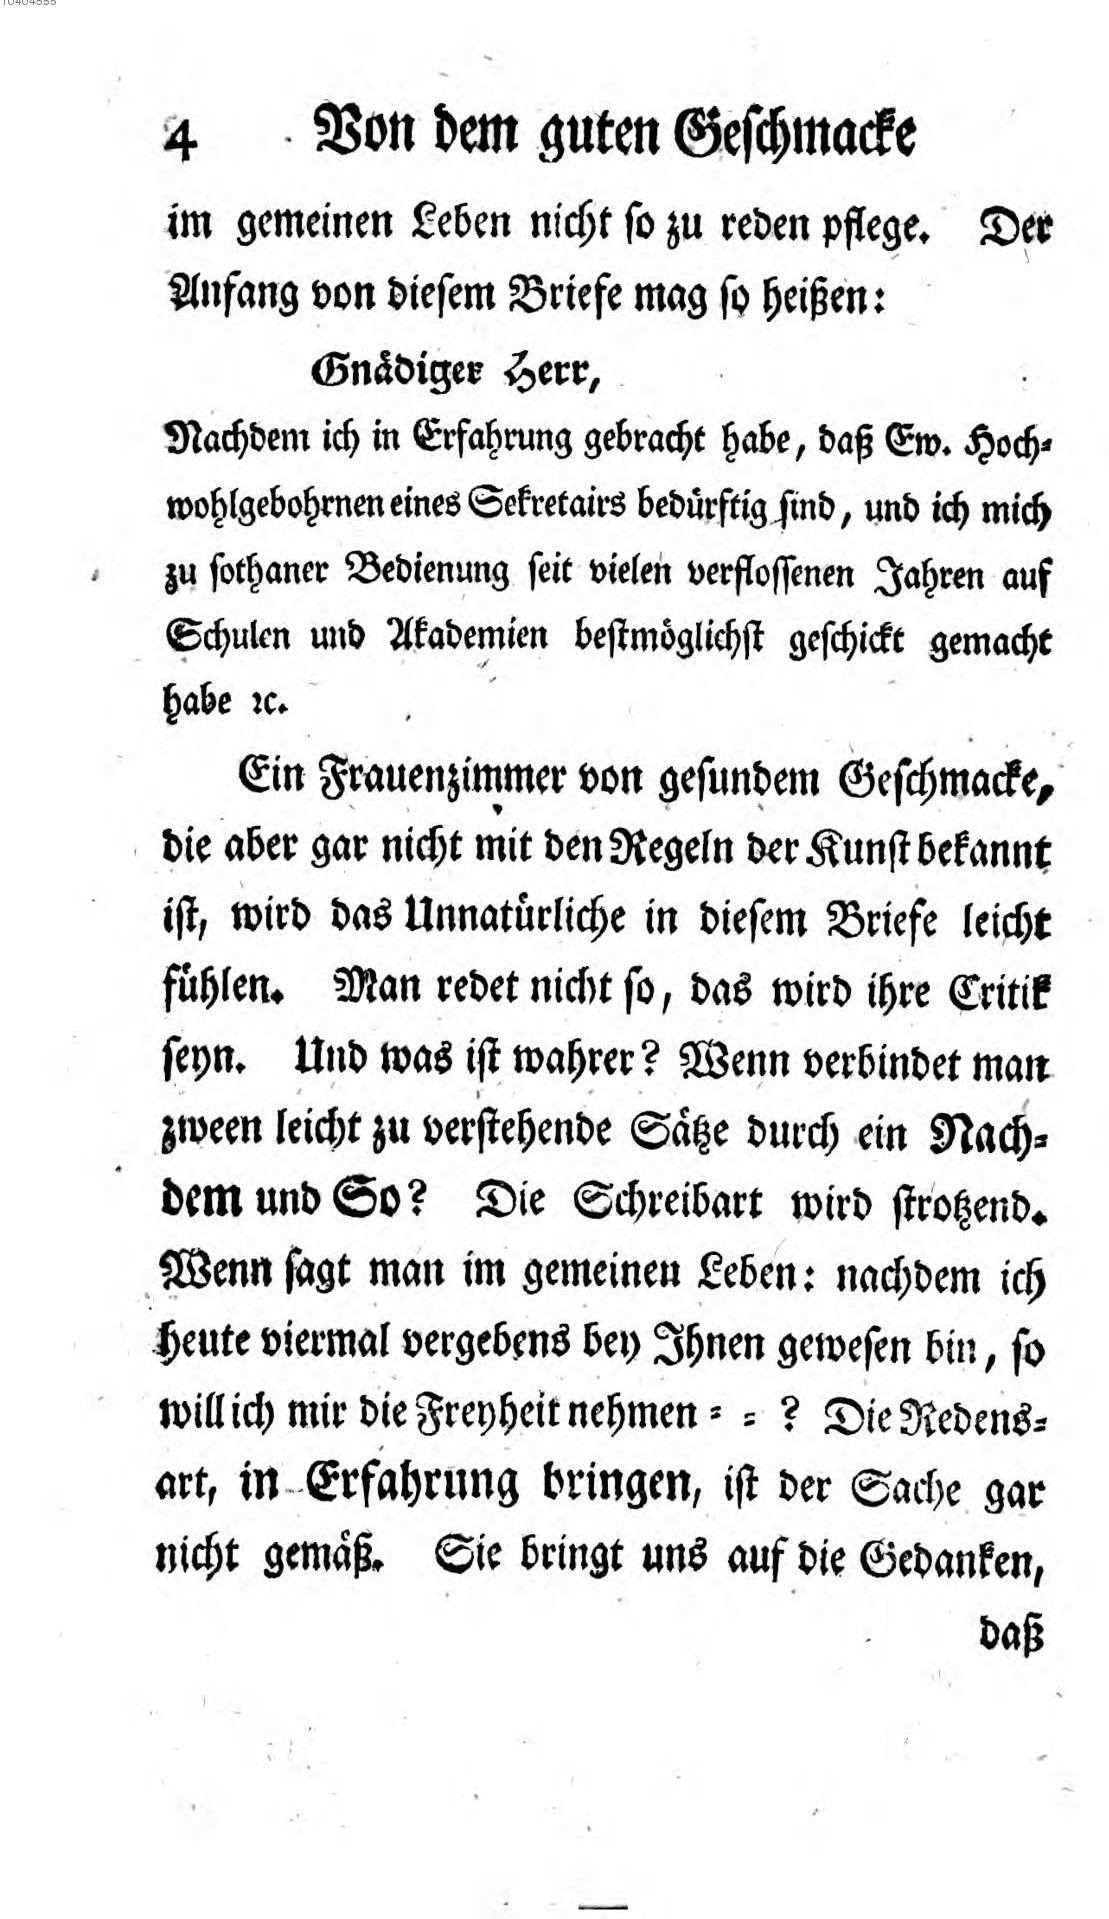 10404555
4 Von dem guten Geschmacke
im gemeinen Leben nicht so zu reden pflege. Der
Anfang von diesem Briefe mag so heißen:
Gnädiger Herr,
Nachdem ich in Erfahrung gebracht habe, daß Ew. Hoch-
wohlgebohrnen eines Sekretairs bedürftig sind, und ich mich
zu sothaner Bedienung seit vielen verflossenen Jahren auf
Schulen und Akademien bestmöglichst geschickt gemacht
habe ꝛc.
Ein Frauenzimmer von gesundem Geschmacke,
die aber gar nicht mit den Regeln der Kunst bekannt
ist, wird das Unnatürliche in diesem Briefe leicht
fühlen. Man redet nicht so, das wird ihre Critik
seyn. Und was ist wahrer? Wenn verbindet man
zween leicht zu verstehende Sätze durch ein Nach-
dem und So? Die Schreibart wird strotzend.
Wenn sagt man im gemeinen Leben: nachdem ich
heute viermal vergebens bey Ihnen gewesen bin, so
will ich mir die Freyheit nehmen = = ? Die Redens-
art, in Erfahrung bringen, ist der Sache gar
nicht gemäß. Sie bringt uns auf die Gedanken,
daß